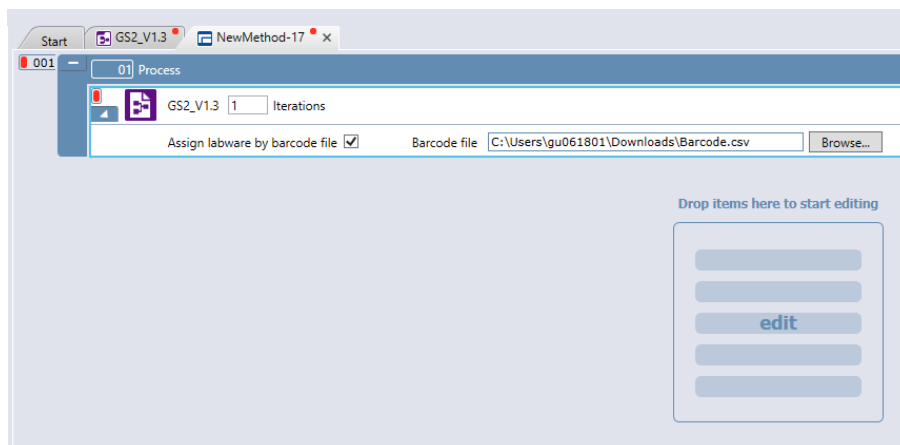 Start
GS2_V1.3
NewMethod-17
001
01 Process
GS2_V1.3 1 Iterations
Assign labware by barcode file Barcode file C:\Users\gu061801\Downloads\Barcode.csv Browse...
Drop items here to start editing
edit